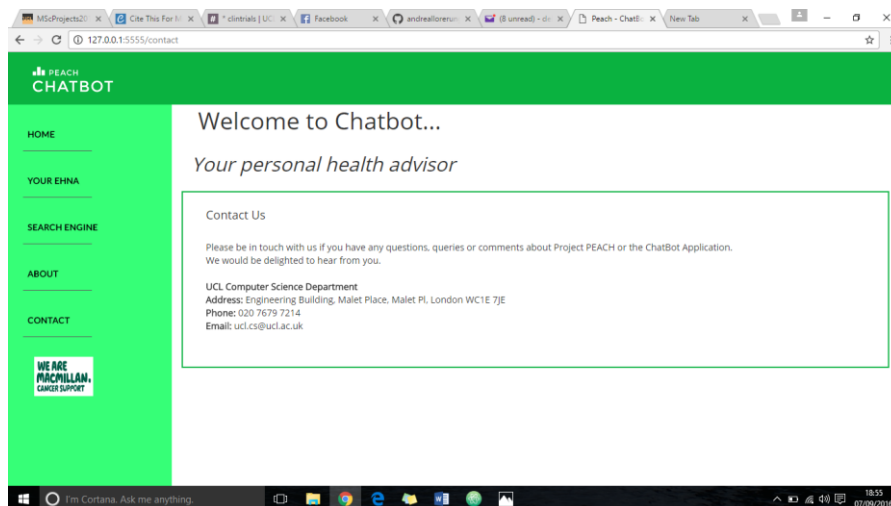 MScProjects20
Cite This For M
* clintrials | UC
Facebook
andreallorerun
(8 unread) - de
Peach - ChatBo
New Tab
127.0.0.1:5555/contact
PEACH
CHATBOT
HOME
YOUR EHNA
SEARCH ENGINE
ABOUT
CONTACT
WE ARE
MACMILLAN.
CANCER SUPPORT
Welcome to Chatbot...
Your personal health advisor
Contact Us
Please be in touch with us if you have any questions, queries or comments about Project PEACH or the ChatBot Application.
We would be delighted to hear from you.
UCL Computer Science Department
Address: Engineering Building, Malet Place, Malet Pl, London WC1E 7JE
Phone: 020 7679 7214
Email: ucl.cs@ucl.ac.uk
I'm Cortana. Ask me anything.
18:55
07/09/2016